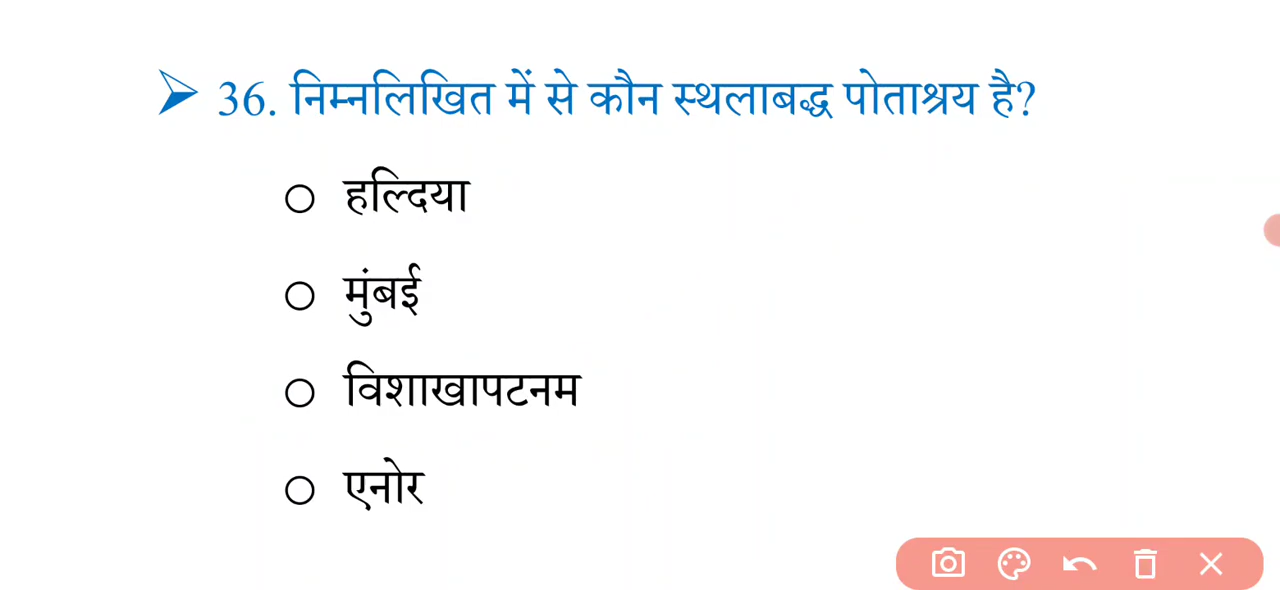 36. निम्नलिखित में से कौन स्थलाबद्ध पोताश्रय है?
हल्दिया
मुंबई
विशाखापटनम
एनोर